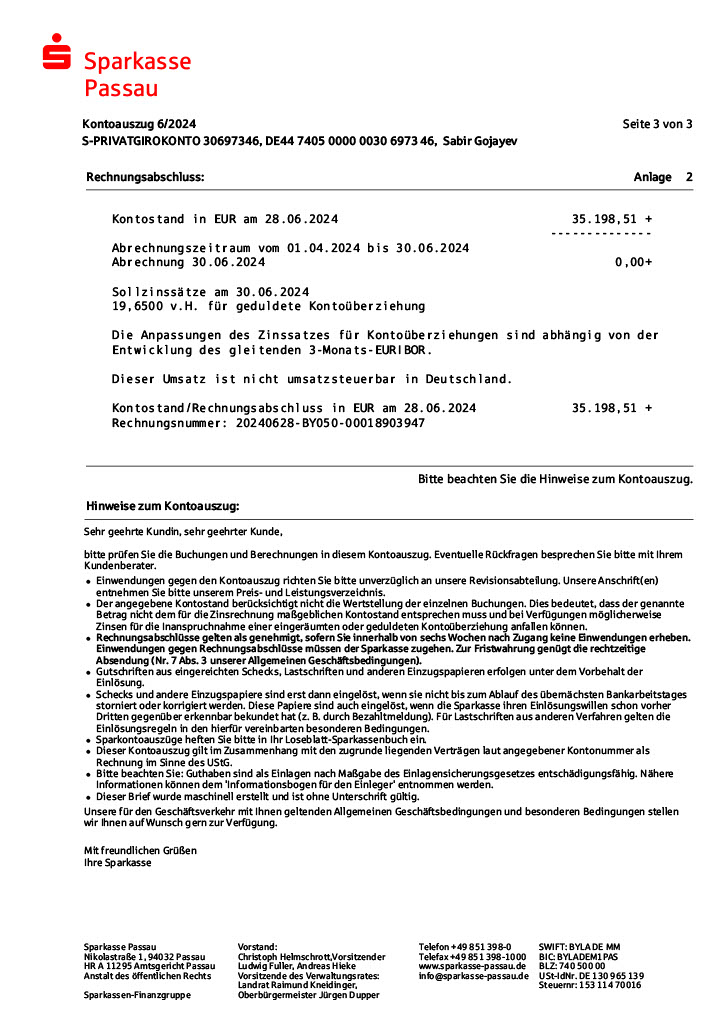 Sparkasse
Passau
Kontoauszug 6/2024 Seite 3 von 3
S-PRIVATGIROKONTO 30697346, DE44 7405 0000 0030 6973 46, Sabir Gojayev
Rechnungsabschluss: Anlage 2
Kontostand in EUR am 28.06.2024 35.198,51 +
--------------
Abrechnungszeitraum vom 01.04.2024 bis 30.06.2024
Abrechnung 30.06.2024 0,00+
Sollzinssätze am 30.06.2024
19,6500 v.H. für geduldete Kontoüberziehung
Die Anpassungen des Zinssatzes für Kontoüberziehungen sind abhängig von der
Entwicklung des gleitenden 3-Monats-EURIBOR.
Dieser Umsatz ist nicht umsatzsteuerbar in Deutschland.
Kontostand/Rechnungsabschluss in EUR am 28.06.2024 35.198,51 +
Rechnungsnummer: 20240628-BY050-00018903947
Bitte beachten Sie die Hinweise zum Kontoauszug.
Hinweise zum Kontoauszug:
Sehr geehrte Kundin, sehr geehrter Kunde,
bitte prüfen Sie die Buchungen und Berechnungen in diesem Kontoauszug. Eventuelle Rückfragen besprechen Sie bitte mit Ihrem
Kundenberater.
• Einwendungen gegen den Kontoauszug richten Sie bitte unverzüglich an unsere Revisionsabteilung. Unsere Anschrift(en)
entnehmen Sie bitte unserem Preis- und Leistungsverzeichnis.
• Der angegebene Kontostand berücksichtigt nicht die Wertstellung der einzelnen Buchungen. Dies bedeutet, dass der genannte
Betrag nicht dem für die Zinsrechnung maßgeblichen Kontostand entsprechen muss und bei Verfügungen möglicherweise
Zinsen für die Inanspruchnahme einer eingeräumten oder geduldeten Kontoüberziehung anfallen können.
• Rechnungsabschlüsse gelten als genehmigt, sofern Sie innerhalb von sechs Wochen nach Zugang keine Einwendungen erheben.
Einwendungen gegen Rechnungsabschlüsse müssen der Sparkasse zugehen. Zur Fristwahrung genügt die rechtzeitige
Absendung (Nr. 7 Abs. 3 unserer Allgemeinen Geschäftsbedingungen).
• Gutschriften aus eingereichten Schecks, Lastschriften und anderen Einzugspapieren erfolgen unter dem Vorbehalt der
Einlösung.
• Schecks und andere Einzugspapiere sind erst dann eingelöst, wenn sie nicht bis zum Ablauf des übernächsten Bankarbeitstages
storniert oder korrigiert werden. Diese Papiere sind auch eingelöst, wenn die Sparkasse ihren Einlösungswillen schon vorher
Dritten gegenüber erkennbar bekundet hat (z. B. durch Bezahltmeldung). Für Lastschriften aus anderen Verfahren gelten die
Einlösungsregeln in den hierfür vereinbarten besonderen Bedingungen.
• Sparkontoauszüge heften Sie bitte in Ihr Loseblatt-Sparkassenbuch ein.
• Dieser Kontoauszug gilt im Zusammenhang mit den zugrunde liegenden Verträgen laut angegebener Kontonummer als
Rechnung im Sinne des UStG.
• Bitte beachten Sie: Guthaben sind als Einlagen nach Maßgabe des Einlagensicherungsgesetzes entschädigungsfähig. Nähere
Informationen können dem 'Informationsbogen für den Einleger' entnommen werden.
• Dieser Brief wurde maschinell erstellt und ist ohne Unterschrift gültig.
Unsere für den Geschäftsverkehr mit Ihnen geltenden Allgemeinen Geschäftsbedingungen und besonderen Bedingungen stellen
wir Ihnen auf Wunsch gern zur Verfügung.
Mit freundlichen Grüßen
Ihre Sparkasse
Sparkasse Passau
Nikolastraße 1, 94032 Passau
HR A 11295 Amtsgericht Passau
Anstalt des öffentlichen Rechts
Sparkassen-Finanzgruppe
Vorstand:
Christoph Helmschrott,Vorsitzender
Ludwig Fuller, Andreas Hieke
Vorsitzende des Verwaltungsrates:
Landrat Raimund Kneidinger,
Oberbürgermeister Jürgen Dupper
Telefon +49 851 398-0
Telefax +49 851 398-1000
www.sparkasse-passau.de
info@sparkasse-passau.de
SWIFT: BYLA DE MM
BIC: BYLADEM1PAS
BLZ: 740 500 00
USt-IdNr. DE 130 965 139
Steuernr: 153 114 70016